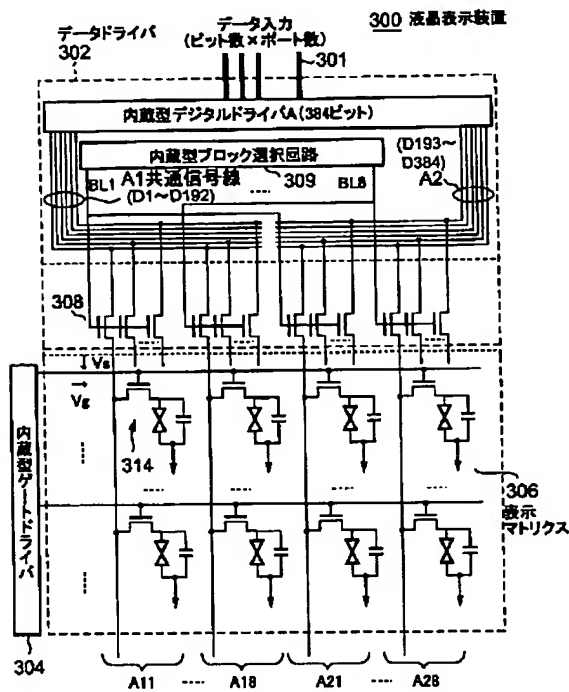 300 液晶表示装置
データ入力
(ビット数×ポート数)
301
データドライバ
302
内蔵型デジタルドライバA(384ビット)
内蔵型ブロック選択回路
309
(D193~
D384)
A2
BL1
A1共通信号線
(D1~D192)
.....
BL8
308
..... ..... ..... .....
Vs
Vg
314
内蔵型ゲートドライバ
304
306
表示
マトリクス
A11 ..... A18 A21 ..... A28